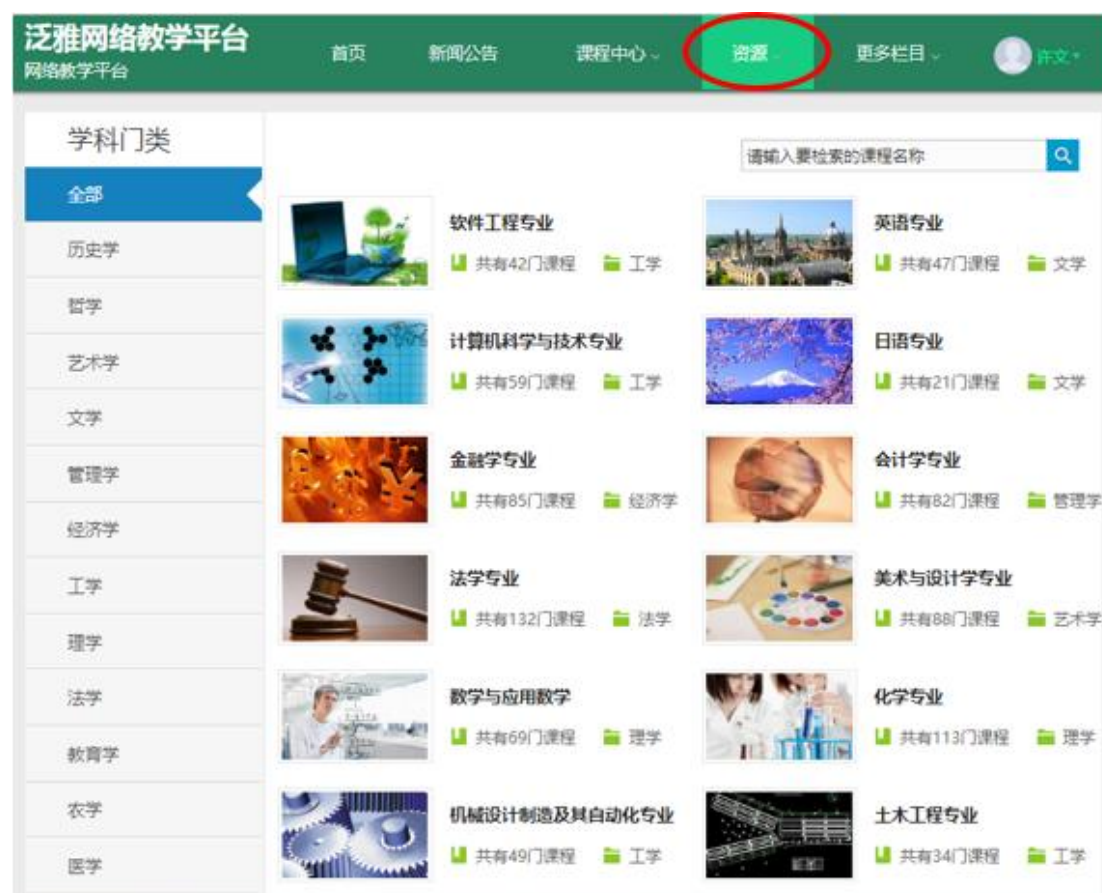 泛雅网络教学平台
网络教学平台
首页 新闻公告 课程中心 资源 更多栏目 许文
学科门类
请输入要检索的课程名称
全部
历史学
哲学
艺术学
文学
管理学
经济学
工学
理学
法学
教育学
农学
医学
软件工程专业
共有42门课程 工学
英语专业
共有47门课程 文学
计算机科学与技术专业
共有59门课程 工学
日语专业
共有21门课程 文学
金融学专业
共有85门课程 经济学
会计学专业
共有82门课程 管理学
法学专业
共有132门课程 法学
美术与设计学专业
共有88门课程 艺术学
数学与应用数学
共有69门课程 理学
化学专业
共有113门课程 理学
机械设计制造及其自动化专业
共有49门课程 工学
土木工程专业
共有34门课程 工学